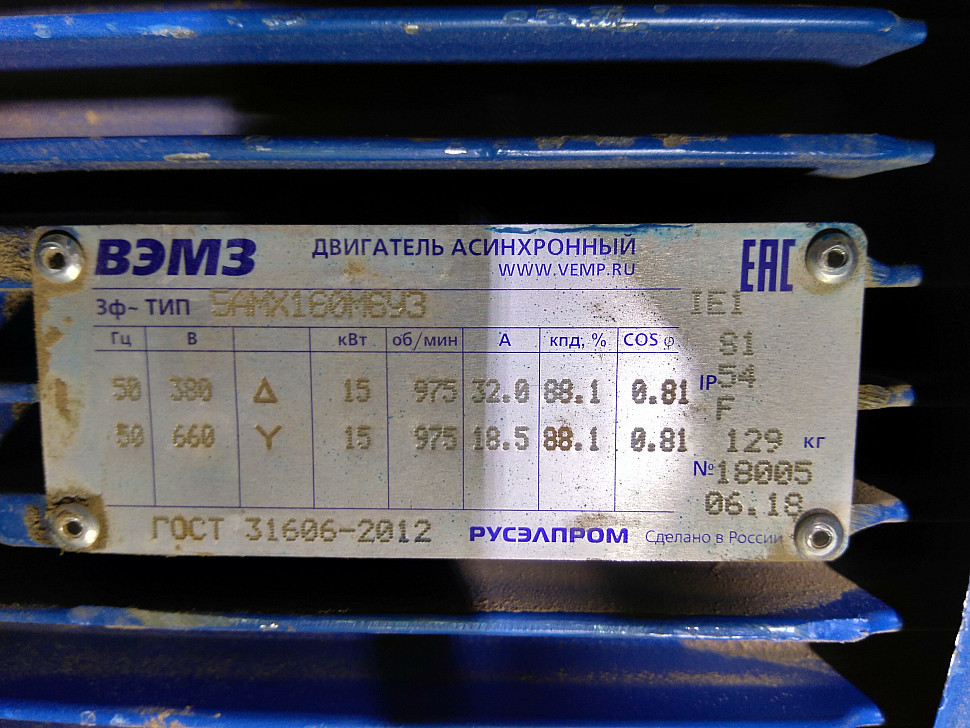 ВЭМЗ ДВИГАТЕЛЬ АСИНХРОННЫЙ
WWW.VEMP.RU
EAC
3ф~ ТИП 5АМХ160М6У3 IE1
Гц В кВт об/мин А кпд, % COS φ
S1
50 380 Δ 15 975 32.0 88.1 0.81 IP54
F
50 660 Y 15 975 18.5 88.1 0.81
129 кг
№18005
06.18
ГОСТ 31606-2012 РУСЭЛПРОМ Сделано в России